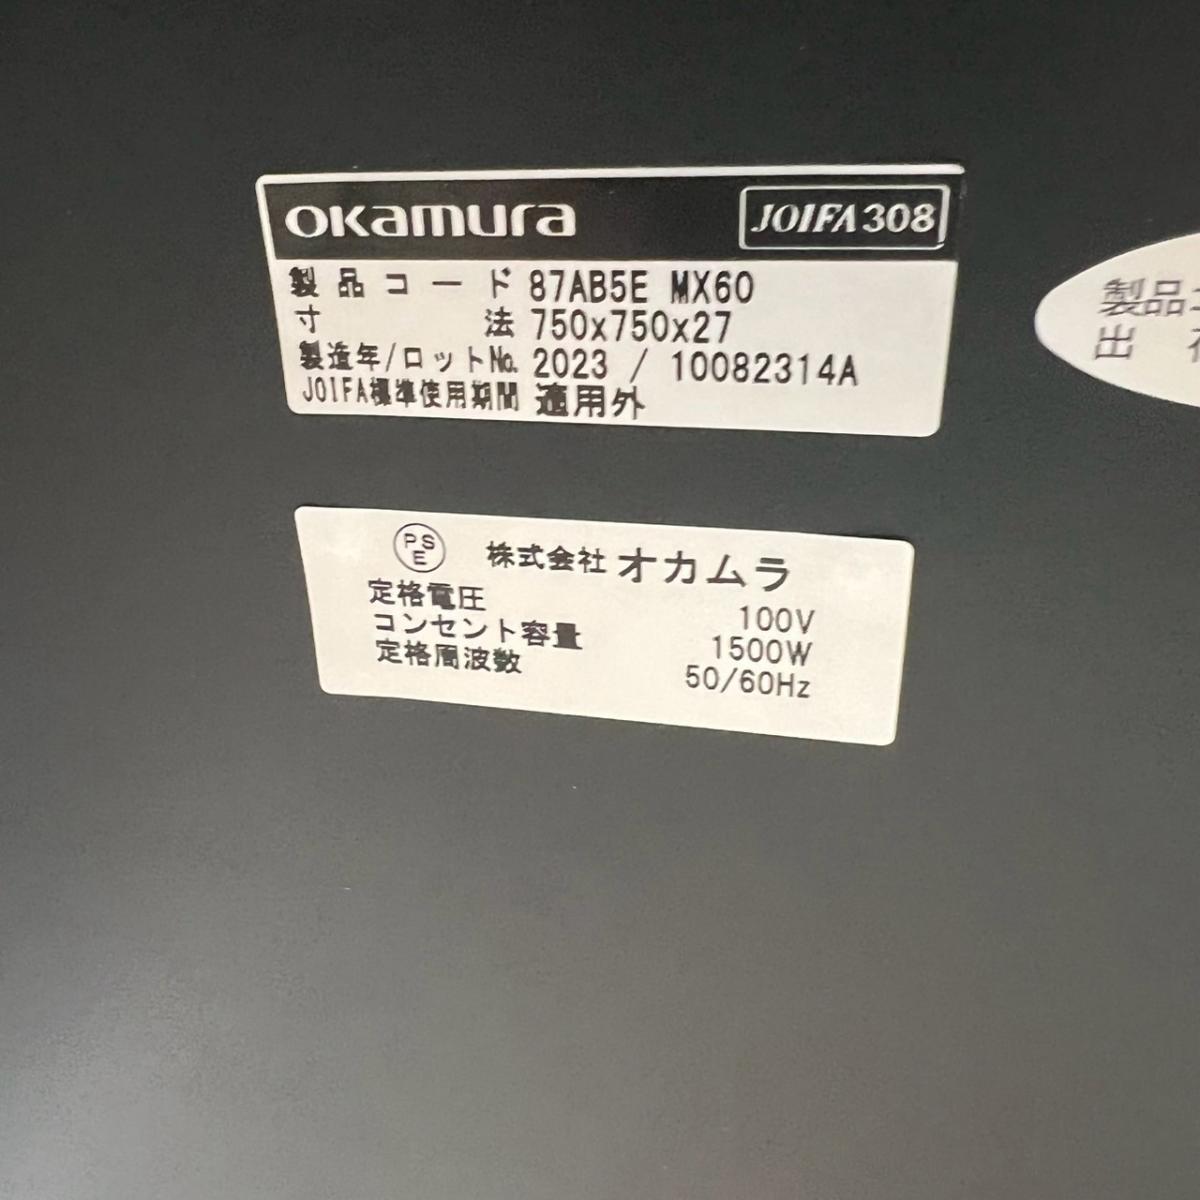 okamura JOIFA 308
製品コード 87AB5E MX60
寸法 750x750x27
製造年/ロットNo. 2023 / 10082314A
JOIFA標準使用期間 適用外
PSE 株式会社 オカムラ
定格電圧 100V
コンセント容量 1500W
定格周波数 50/60Hz
製品
出